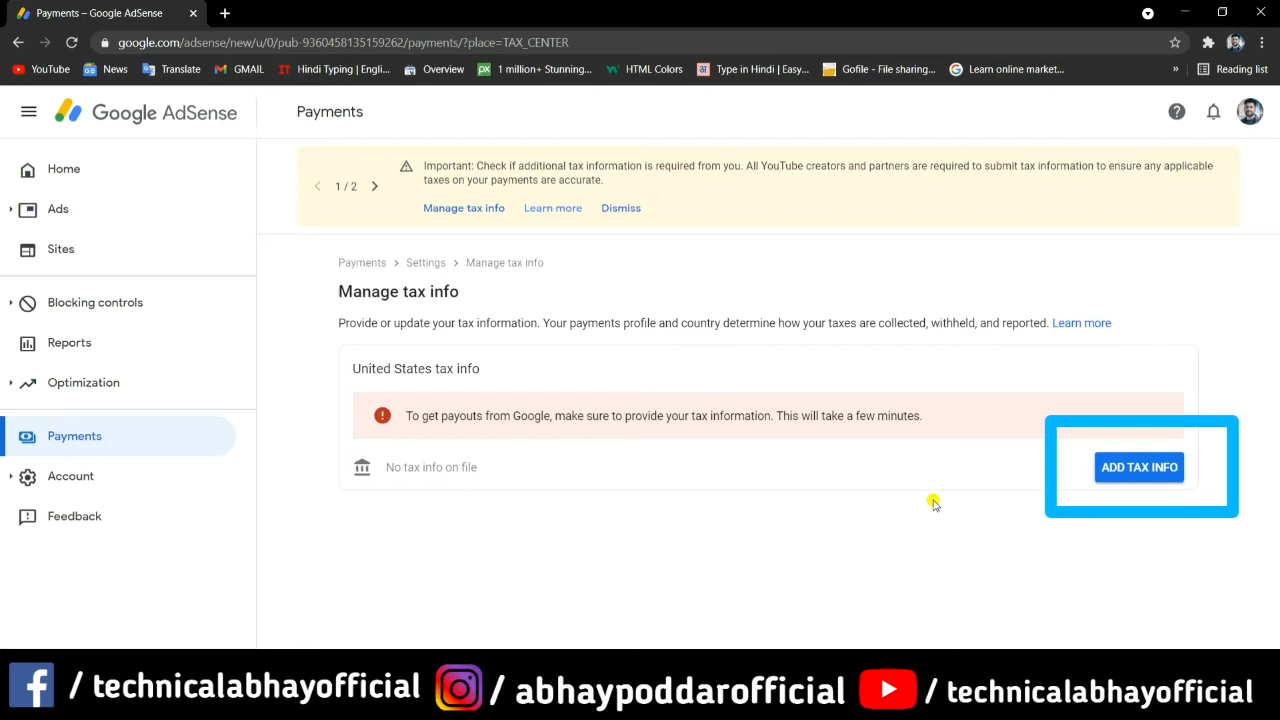 Payments – Google AdSense
google.com/adsense/new/u/0/pub-9360458135159262/payments/?place=TAX_CENTER
YouTube
News
Translate
GMAIL
Hindi Typing | Engli...
Overview
1 million+ Stunning...
HTML Colors
Type in Hindi | Easy...
Gofile - File sharing...
Learn online market...
»
Reading list
Google AdSense
Payments
Home
Ads
Sites
Blocking controls
Reports
Optimization
Payments
Account
Feedback
1 / 2
Important: Check if additional tax information is required from you. All YouTube creators and partners are required to submit tax information to ensure any applicable
taxes on your payments are accurate.
Manage tax info Learn more Dismiss
Payments > Settings > Manage tax info
Manage tax info
Provide or update your tax information. Your payments profile and country determine how your taxes are collected, withheld, and reported. Learn more
United States tax info
To get payouts from Google, make sure to provide your tax information. This will take a few minutes.
No tax info on file
ADD TAX INFO
/ technicalabhayofficial
/ abhaypoddarofficial
/ technicalabhayofficial